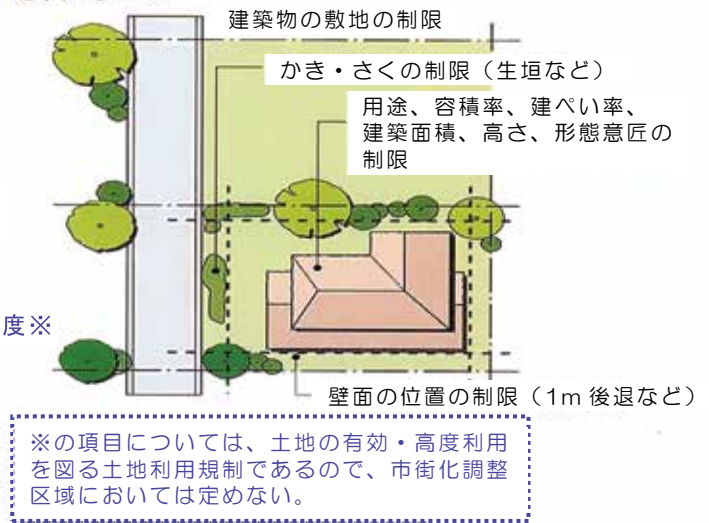 建築物の敷地の制限
かき・さくの制限（生垣など）
用途、容積率、建ぺい率、
建築面積、高さ、形態意匠の
制限
度※
壁面の位置の制限（1m後退など）
※の項目については、土地の有効・高度利用
を図る土地利用規制であるので、市街化調整
区域においては定めない。